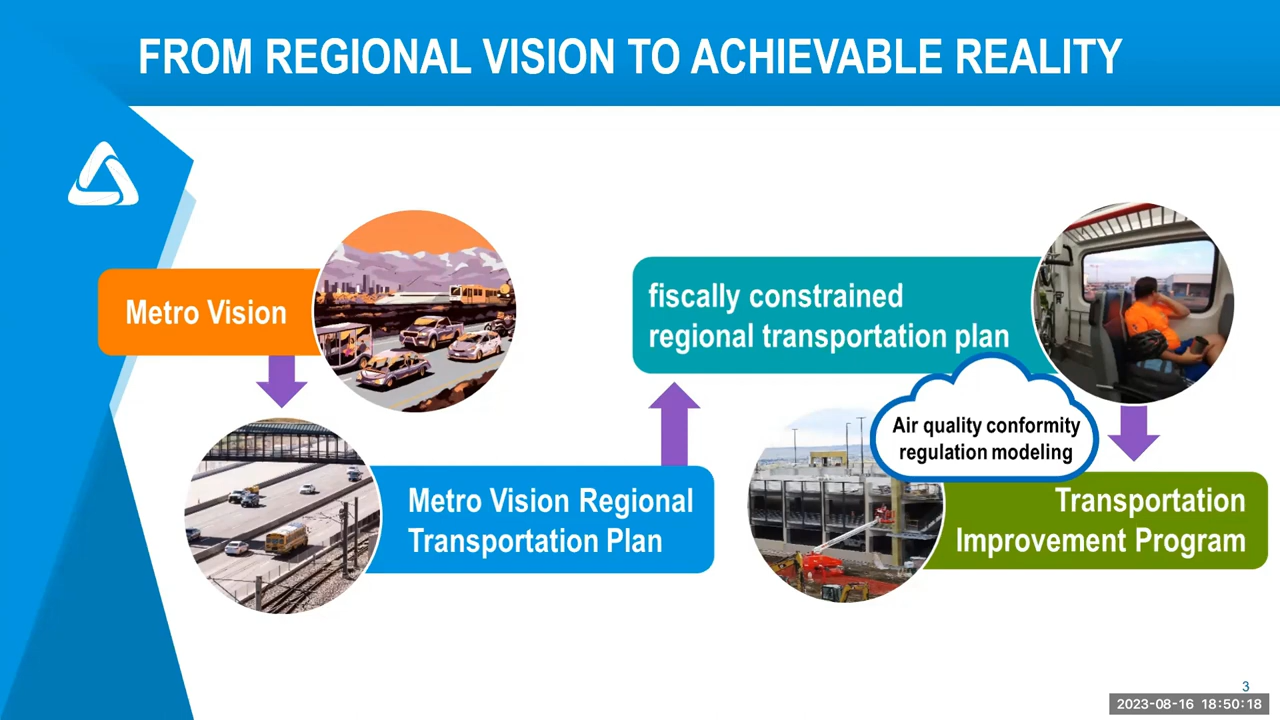 FROM REGIONAL VISION TO ACHIEVABLE REALITY
Metro Vision
Metro Vision Regional
Transportation Plan
fiscally constrained
regional transportation plan
Air quality conformity
regulation modeling
Transportation
Improvement Program
3
2023-08-16 18:50:18